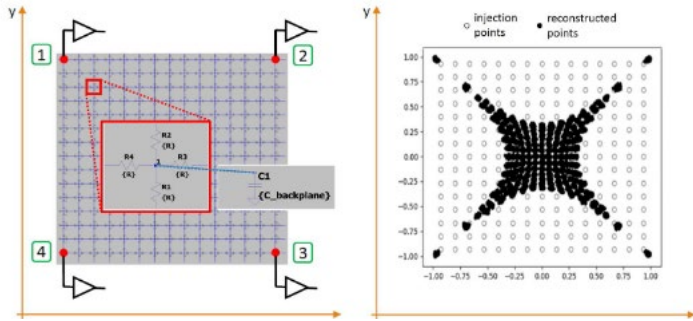 y
1
2
R2
{R}
R4
R3
1
{R}
{R}
C1
R1
{R}
{C_backplane}
4
3
x
y
injection points
reconstructed points
1.00
0.75
0.50
0.25
0.00
-0.25
-0.50
-0.75
-1.00
-1.00 -0.75 -0.50 -0.25 0.00 0.25 0.50 0.75 1.00
x